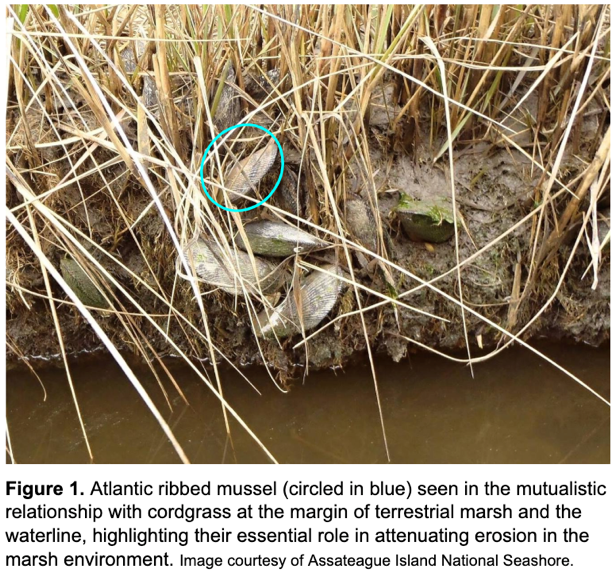 Figure 1. Atlantic ribbed mussel (circled in blue) seen in the mutualistic
relationship with cordgrass at the margin of terrestrial marsh and the
waterline, highlighting their essential role in attenuating erosion in the
marsh environment. Image courtesy of Assateague Island National Seashore.